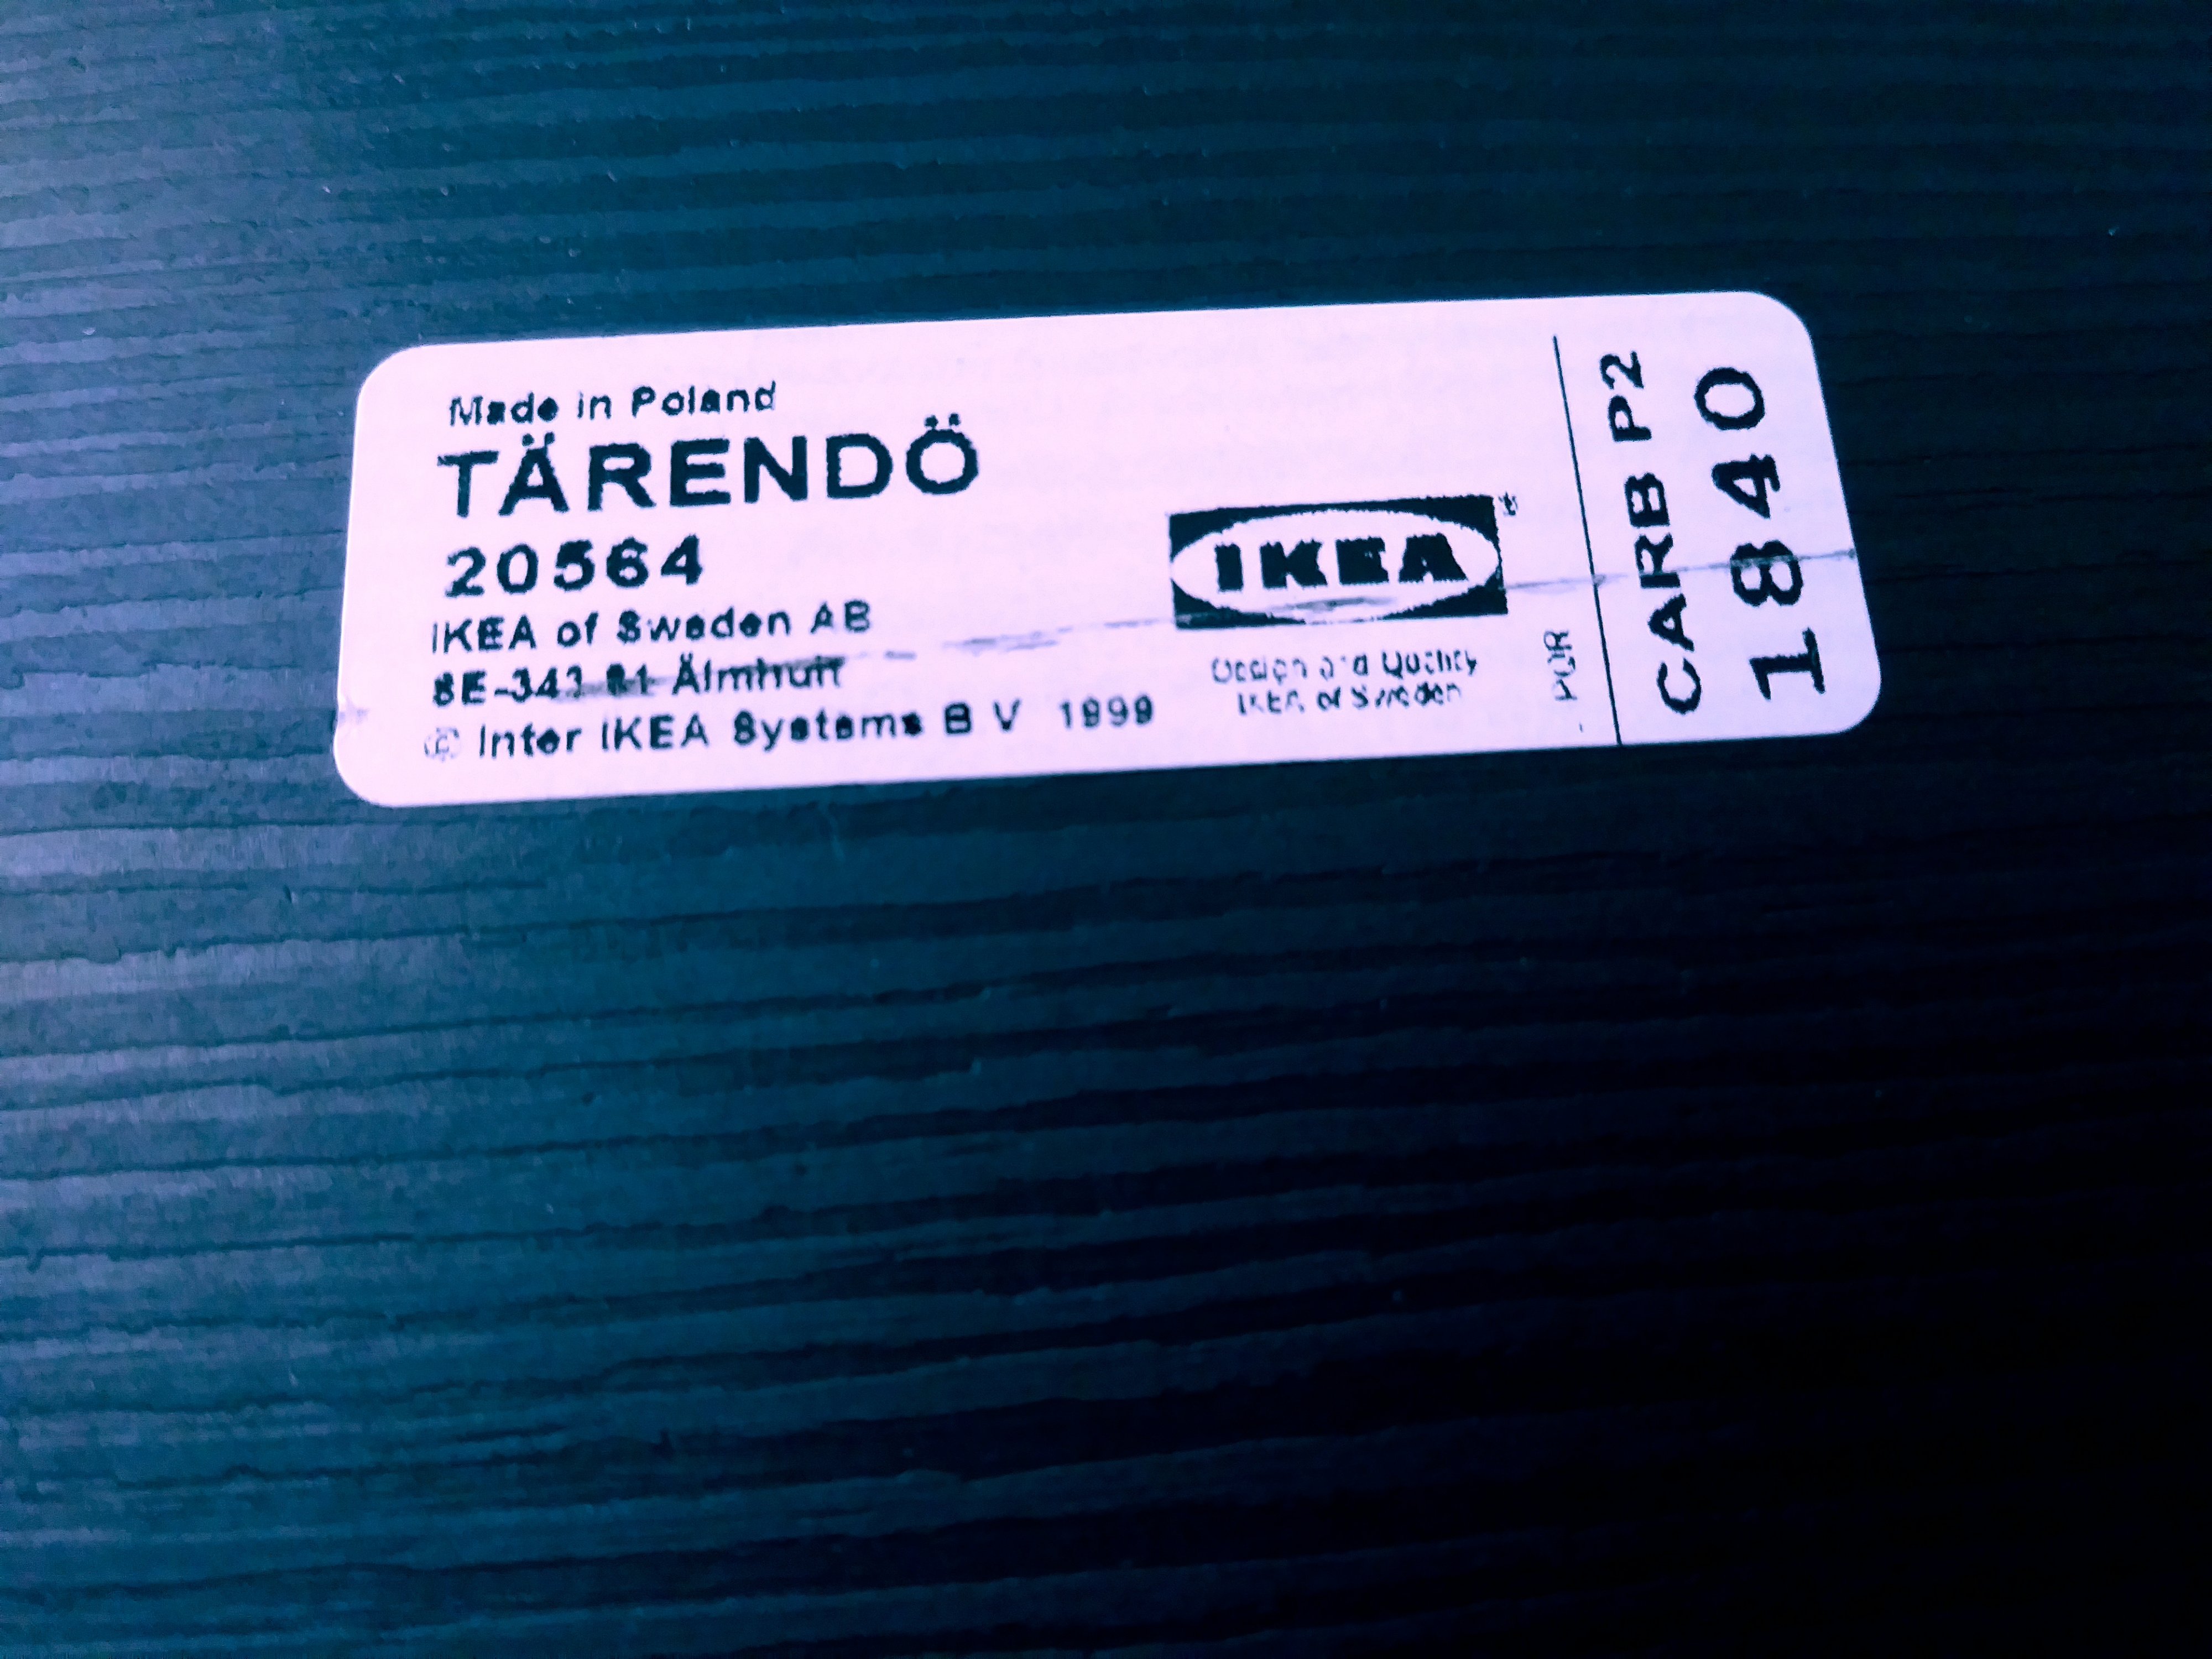 Made in Poland
TÄRENDÖ
20564
IKEA of Sweden AB
SE-343 81 Älmhult
© Inter IKEA Systems B V 1999
IKEA®
Design and Quality
IKEA of Sweden
PQR
CARB P2
1840